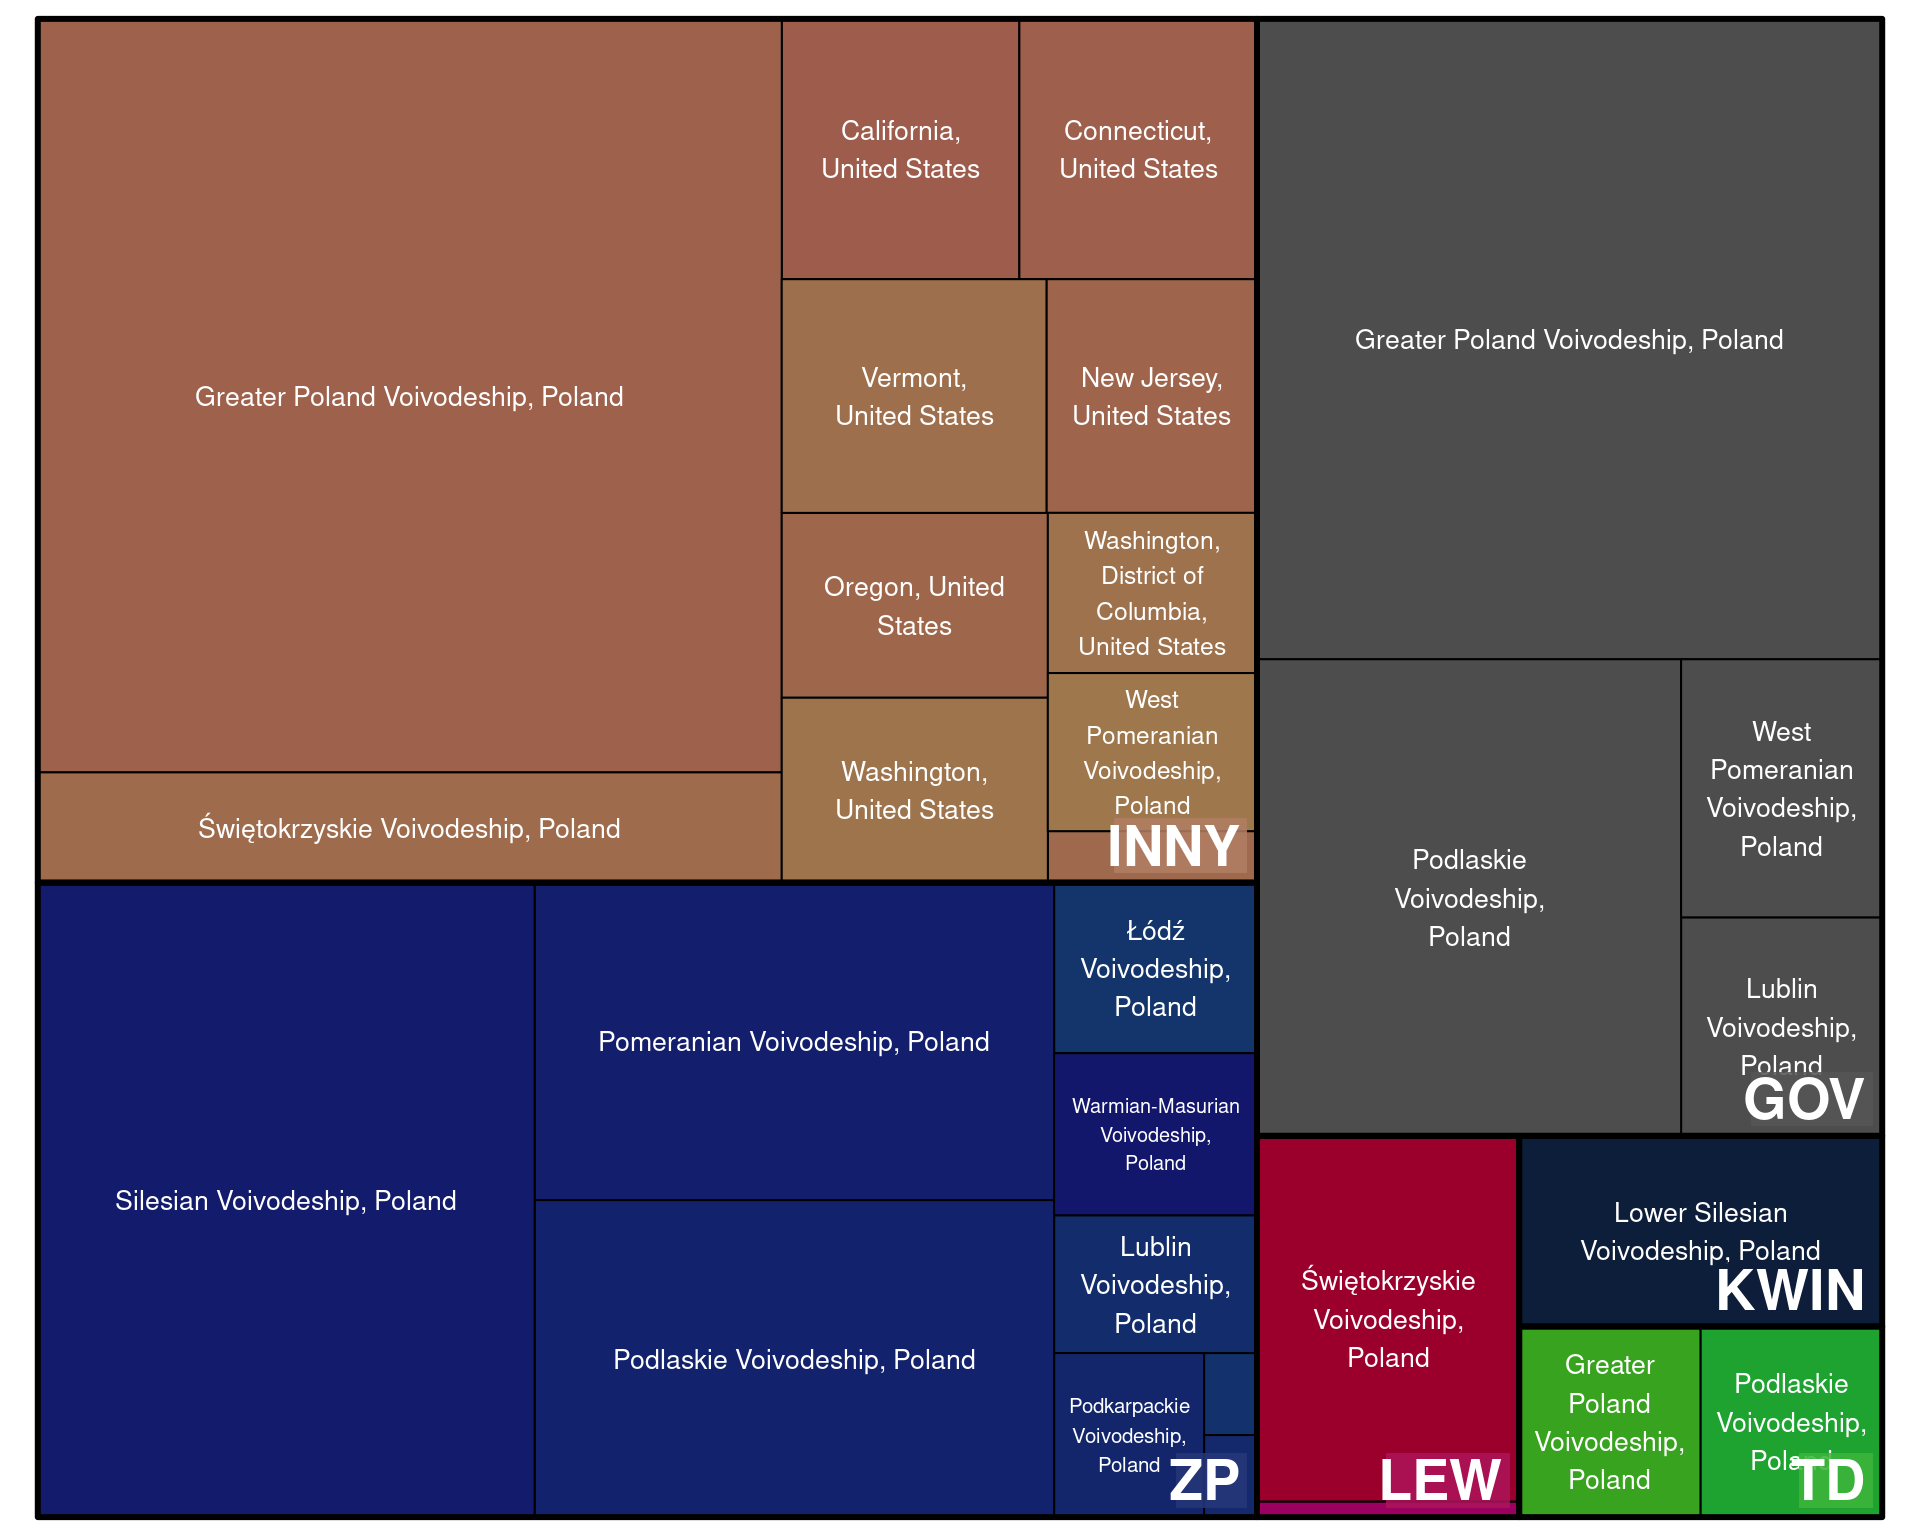 Greater Poland Voivodeship, Poland
Świętokrzyskie Voivodeship, Poland
California,
United States
Connecticut,
United States
Vermont,
United States
New Jersey,
United States
Oregon, United
States
Washington,
District of
Columbia,
United States
Washington,
United States
West
Pomeranian
Voivodeship,
Poland
INNY
Greater Poland Voivodeship, Poland
Podlaskie
Voivodeship,
Poland
West
Pomeranian
Voivodeship,
Poland
Lublin
Voivodeship,
Poland
GOV
Silesian Voivodeship, Poland
Pomeranian Voivodeship, Poland
Podlaskie Voivodeship, Poland
Łódź
Voivodeship,
Poland
Warmian-Masurian
Voivodeship,
Poland
Lublin
Voivodeship,
Poland
Podkarpackie
Voivodeship,
Poland
ZP
Świętokrzyskie
Voivodeship,
Poland
LEW
Lower Silesian
Voivodeship, Poland
KWIN
Greater
Poland
Voivodeship,
Poland
Podlaskie
Voivodeship,
Poland
TD